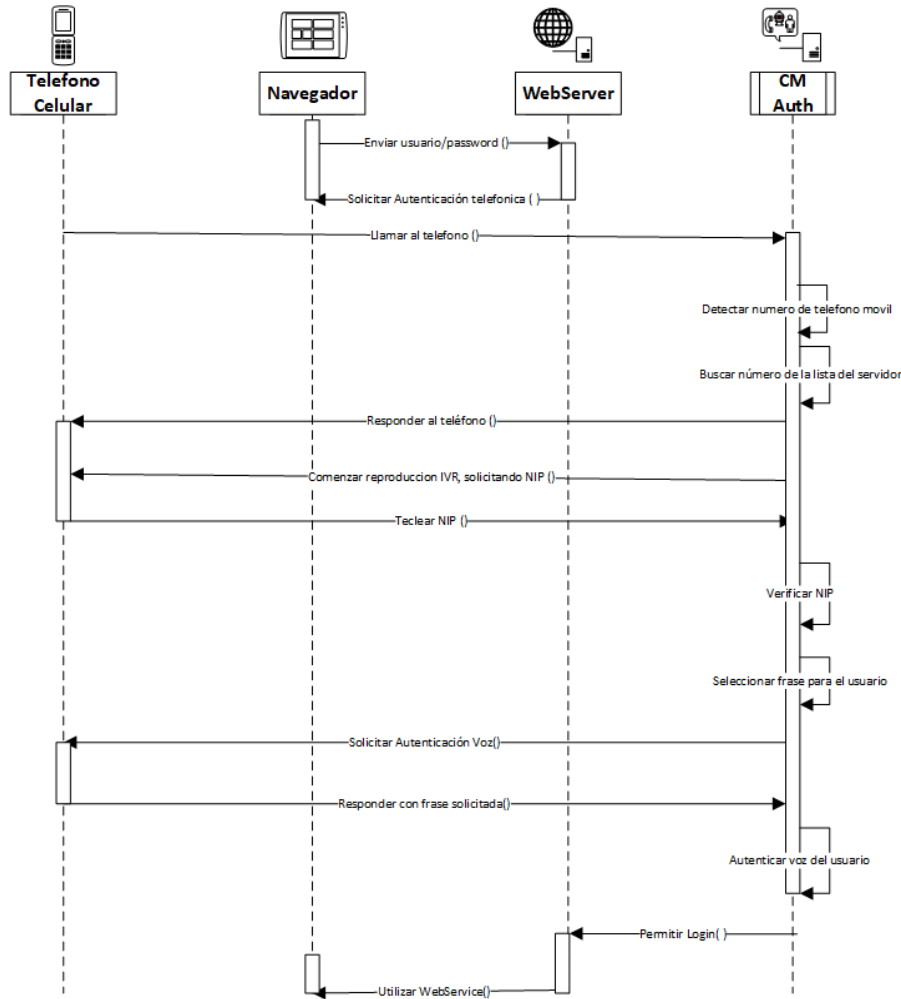 Telefono
Celular
Navegador
WebServer
CM
Auth
Enviar usuario/password ()
Solicitar Autenticación telefonica ( )
Llamar al telefono ()
Detectar numero de telefono movil
Buscar número de la lista del servidor
Responder al teléfono ()
Comenzar reproduccion IVR, solicitando NIP ()
Teclear NIP ()
Verificar NIP
Seleccionar frase para el usuario
Solicitar Autenticación Voz()
Responder con frase solicitada()
Autenticar voz del usuario
Permitir Login( )
Utilizar WebService()